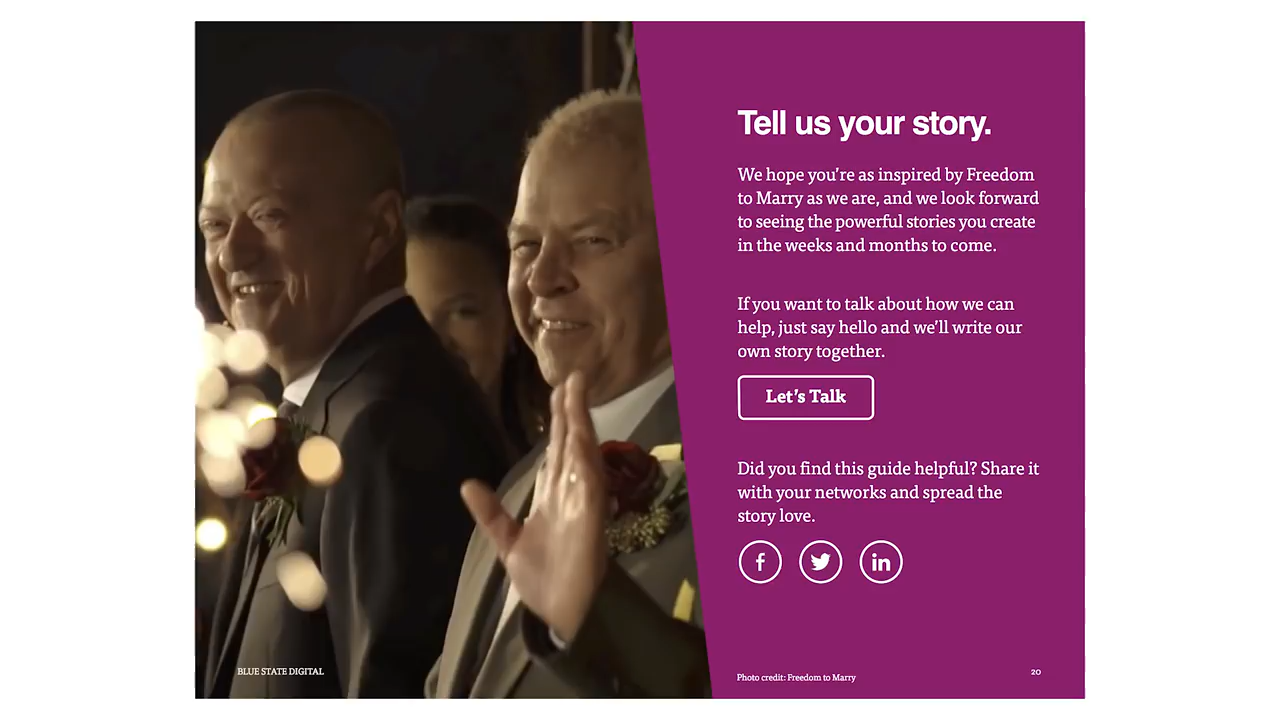 Tell us your story.
We hope you're as inspired by Freedom
to Marry as we are, and we look forward
to seeing the powerful stories you create
in the weeks and months to come.
If you want to talk about how we can
help, just say hello and we'll write our
own story together.
Let's Talk
Did you find this guide helpful? Share it
with your networks and spread the
story love.
f
in
BLUE STATE DIGITAL
Photo credit: Freedom to Marry
20